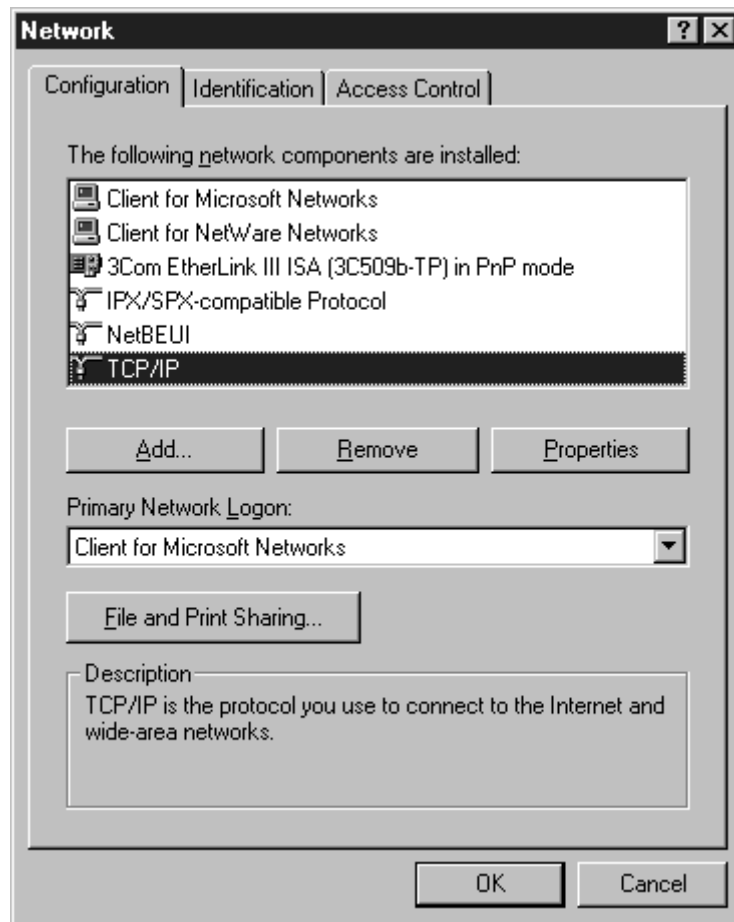 Network
Configuration Identification Access Control
The following network components are installed:
Client for Microsoft Networks
Client for NetWare Networks
3Com EtherLink III ISA (3C509b-TP) in PnP mode
IPX/SPX-compatible Protocol
NetBEUI
TCP/IP
Add... Remove Properties
Primary Network Logon:
Client for Microsoft Networks
File and Print Sharing...
Description
TCP/IP is the protocol you use to connect to the Internet and
wide-area networks.
OK Cancel